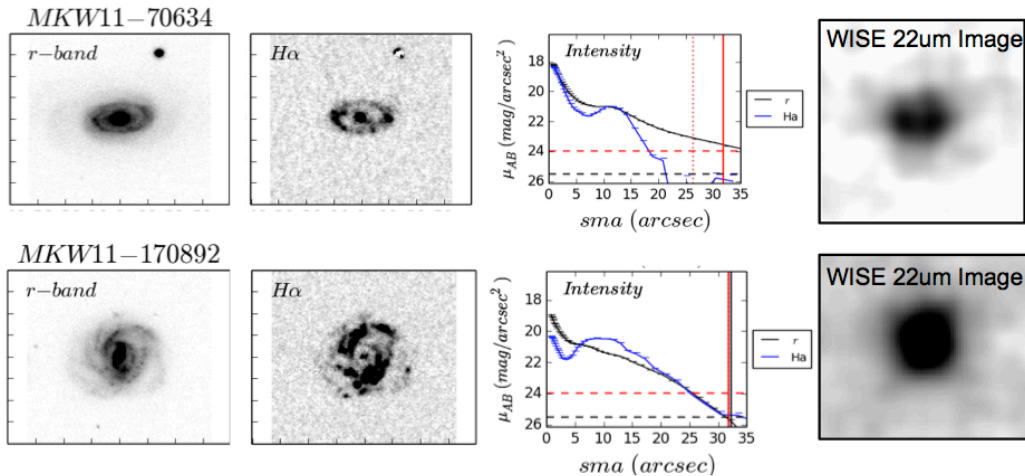 MKW11−70634
r−band
Hα
Intensity
WISE 22um Image
18
20
22
24
26
μAB (mag/arcsec²)
r
Ha
0 5 10 15 20 25 30 35
sma (arcsec)
MKW11−170892
r−band
Hα
Intensity
WISE 22um Image
18
20
22
24
26
μAB (mag/arcsec²)
r
Ha
0 5 10 15 20 25 30 35
sma (arcsec)